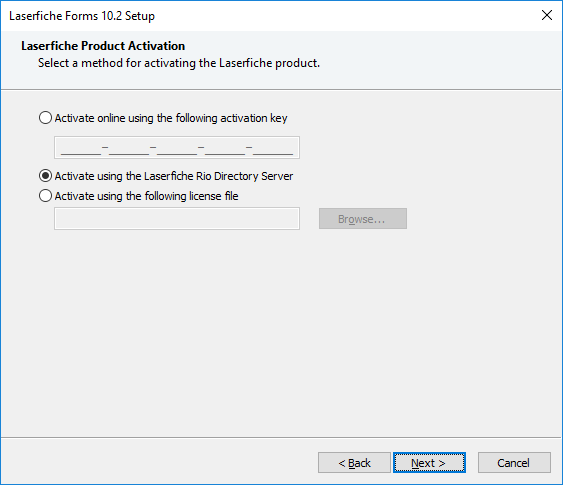 Laserfiche Forms 10.2 Setup
Laserfiche Product Activation
Select a method for activating the Laserfiche product.
Activate online using the following activation key
_____–_____–_____–_____–_____
Activate using the Laserfiche Rio Directory Server
Activate using the following license file
Browse...
< Back Next > Cancel